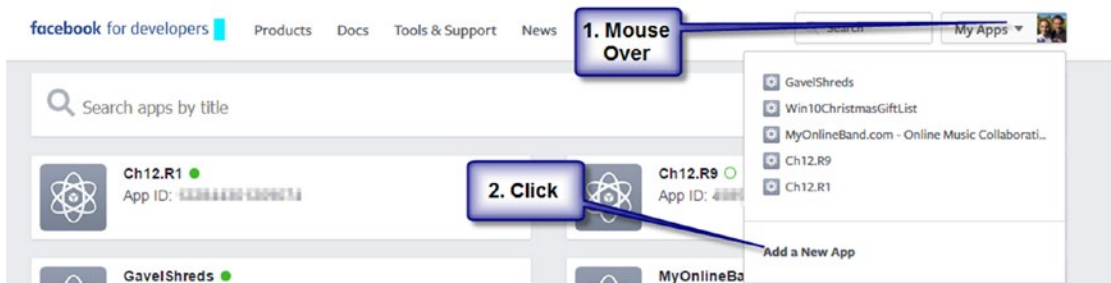 facebook for developers Products Docs Tools & Support News 1. Mouse Over Search My Apps
Search apps by title
GavelShreds
Win10ChristmasGiftList
MyOnlineBand.com - Online Music Collaborati...
Ch12.R9
Ch12.R1
Add a New App
Ch12.R1
App ID:
2. Click
Ch12.R9
App ID:
GavelShreds
MyOnlineBa